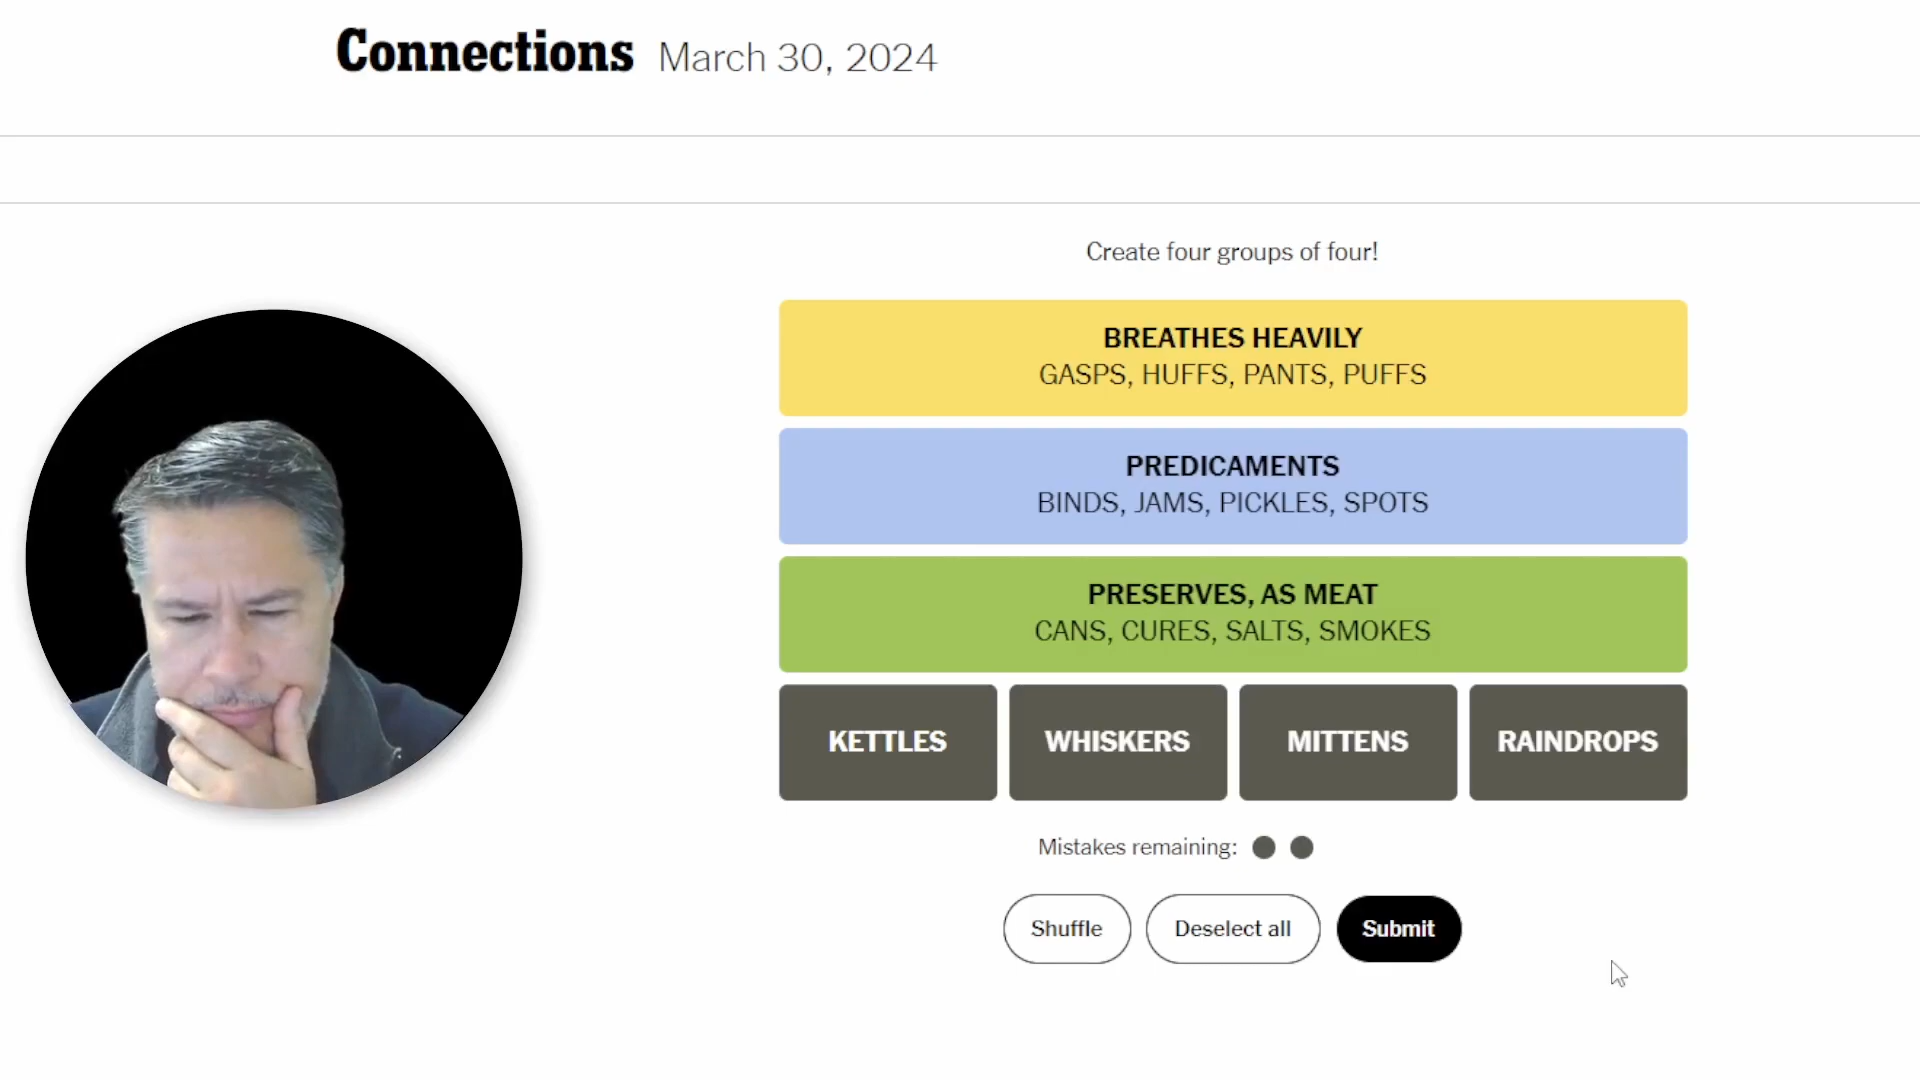 Connections March 30, 2024
Create four groups of four!
BREATHES HEAVILY
GASPS, HUFFS, PANTS, PUFFS
PREDICAMENTS
BINDS, JAMS, PICKLES, SPOTS
PRESERVES, AS MEAT
CANS, CURES, SALTS, SMOKES
KETTLES WHISKERS MITTENS RAINDROPS
Mistakes remaining:
Shuffle Deselect all Submit